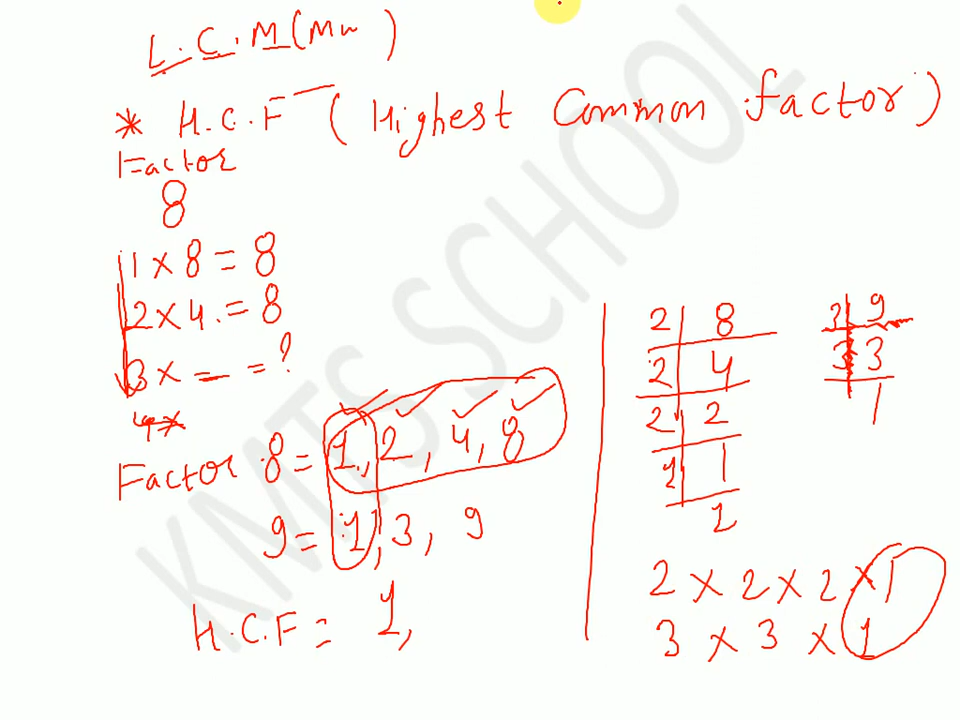 L.C.M (Mu )
* H.C.F (Highest Common factor)
Factor
8
1 x 8 = 8
2 x 4. = 8
3 x _ = ?
4x
Factor 8 = 1, 2, 4, 8
9 = 1, 3, 9
H.C.F = 1,
2 | 8
2 | 4
2 | 2
1 | 1
1
3 | 9
3 | 3
1
2 x 2 x 2 x 1
3 x 3 x 1
KMTS SCHOOL